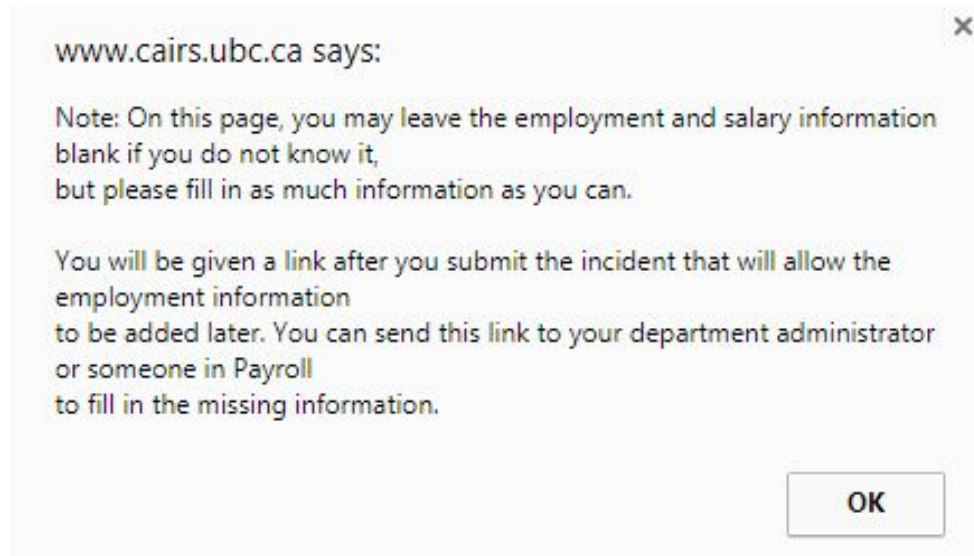 www.cairs.ubc.ca says:
Note: On this page, you may leave the employment and salary information
blank if you do not know it,
but please fill in as much information as you can.
You will be given a link after you submit the incident that will allow the
employment information
to be added later. You can send this link to your department administrator
or someone in Payroll
to fill in the missing information.
OK